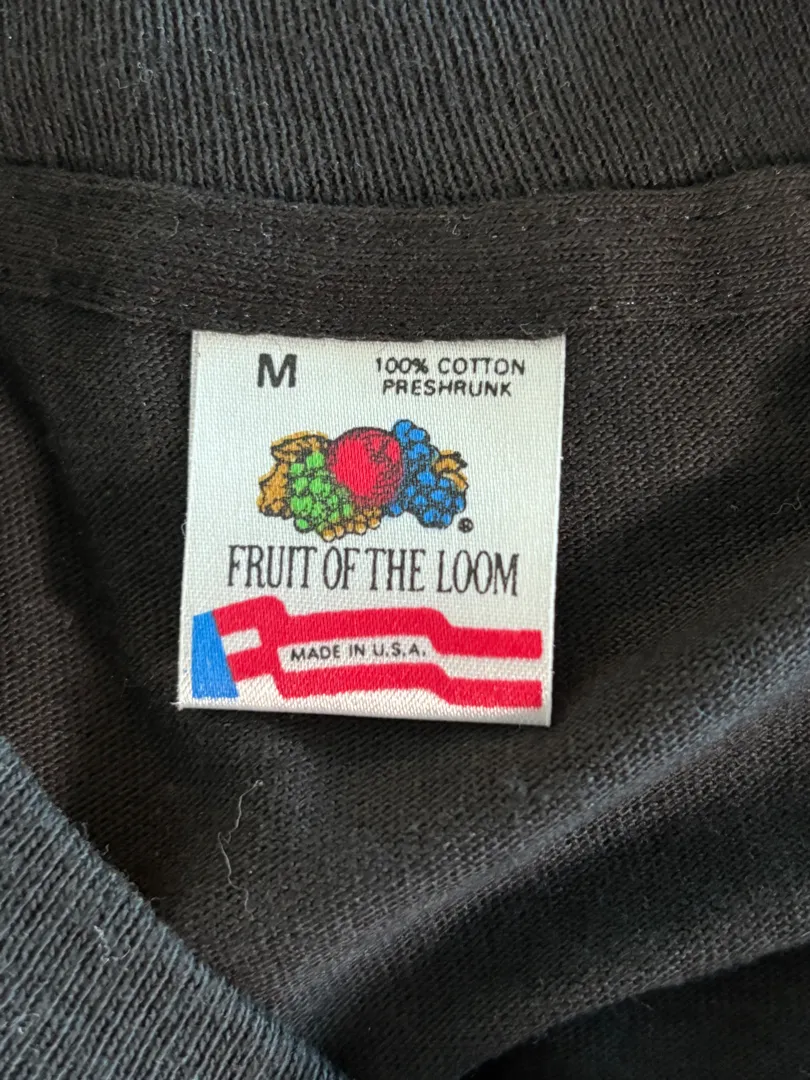 M
100% COTTON
PRESHRUNK
®
FRUIT OF THE LOOM
MADE IN U.S.A.